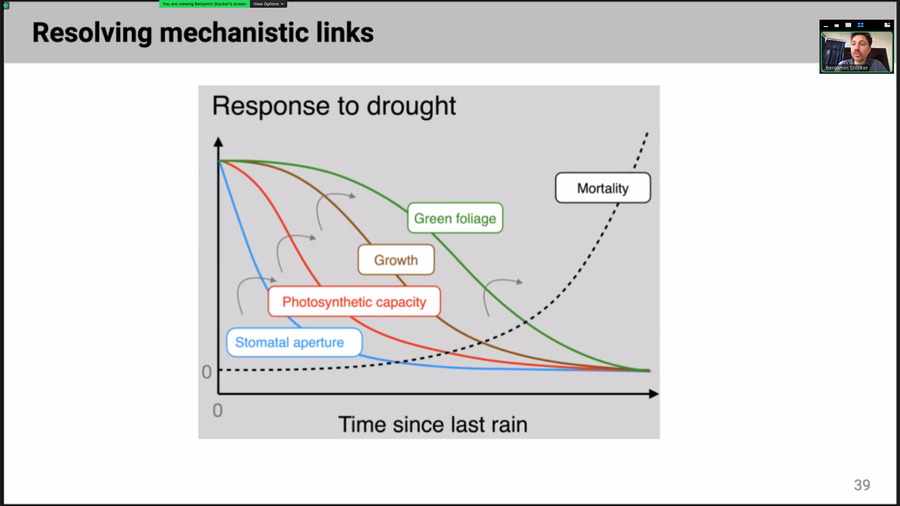 You are viewing Benjamin Stocker's screen
View Options
Resolving mechanistic links
Benjamin Stocker
Response to drought
Mortality
Green foliage
Growth
Photosynthetic capacity
Stomatal aperture
0
0
Time since last rain
39